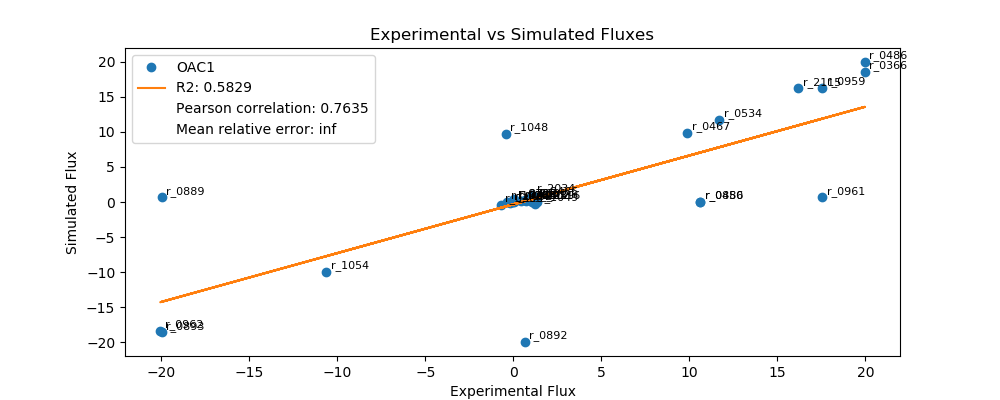 Experimental vs Simulated Fluxes
OAC1
R2: 0.5829
Pearson correlation: 0.7635
Mean relative error: inf
r_0486
r_0366
r_2115
r_0959
r_0534
r_0467
r_1048
r_2034
r_0889
r_0961
r_1054
r_0962
r_0893
r_0892
20
15
10
5
0
−5
−10
−15
−20
Simulated Flux
−20
−15
−10
−5
0
5
10
15
20
Experimental Flux